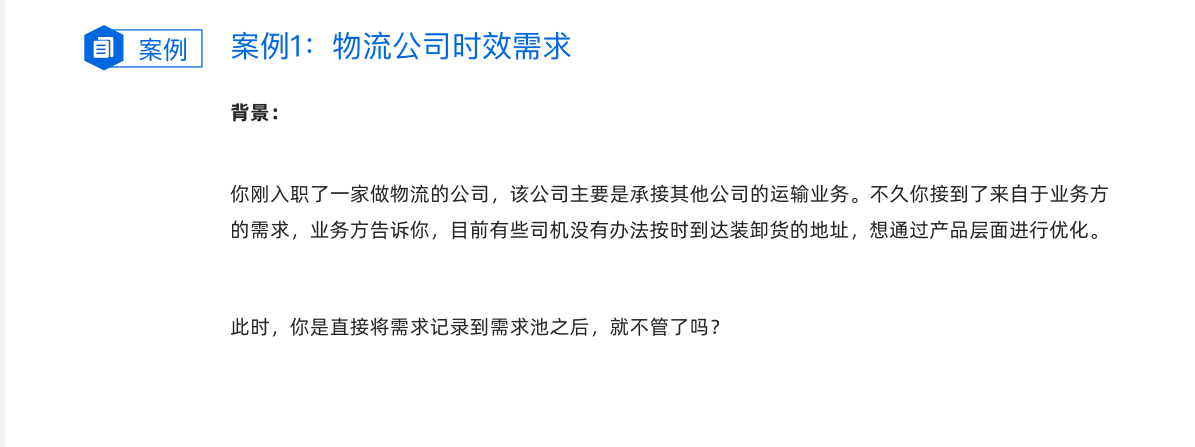 案例
案例1：物流公司时效需求
背景：
你刚入职了一家做物流的公司，该公司主要是承接其他公司的运输业务。不久你接到了来自于业务方
的需求，业务方告诉你，目前有些司机没有办法按时到达装卸货的地址，想通过产品层面进行优化。
此时，你是直接将需求记录到需求池之后，就不管了吗？